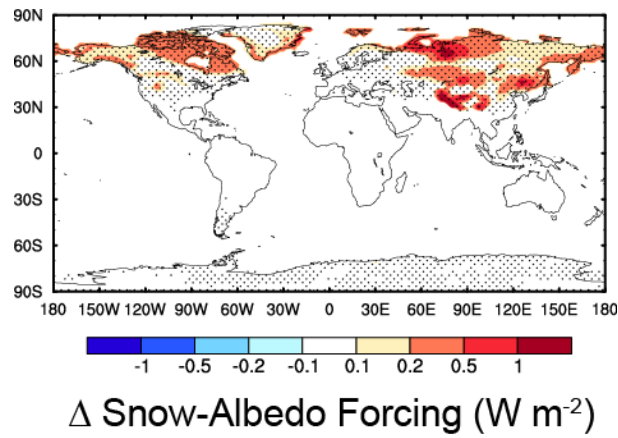 90N
60N
30N
0
30S
60S
90S
180 150W 120W 90W 60W 30W 0 30E 60E 90E 120E 150E 180
-1 -0.5 -0.2 -0.1 0.1 0.2 0.5 1
Δ Snow-Albedo Forcing (W m⁻²)